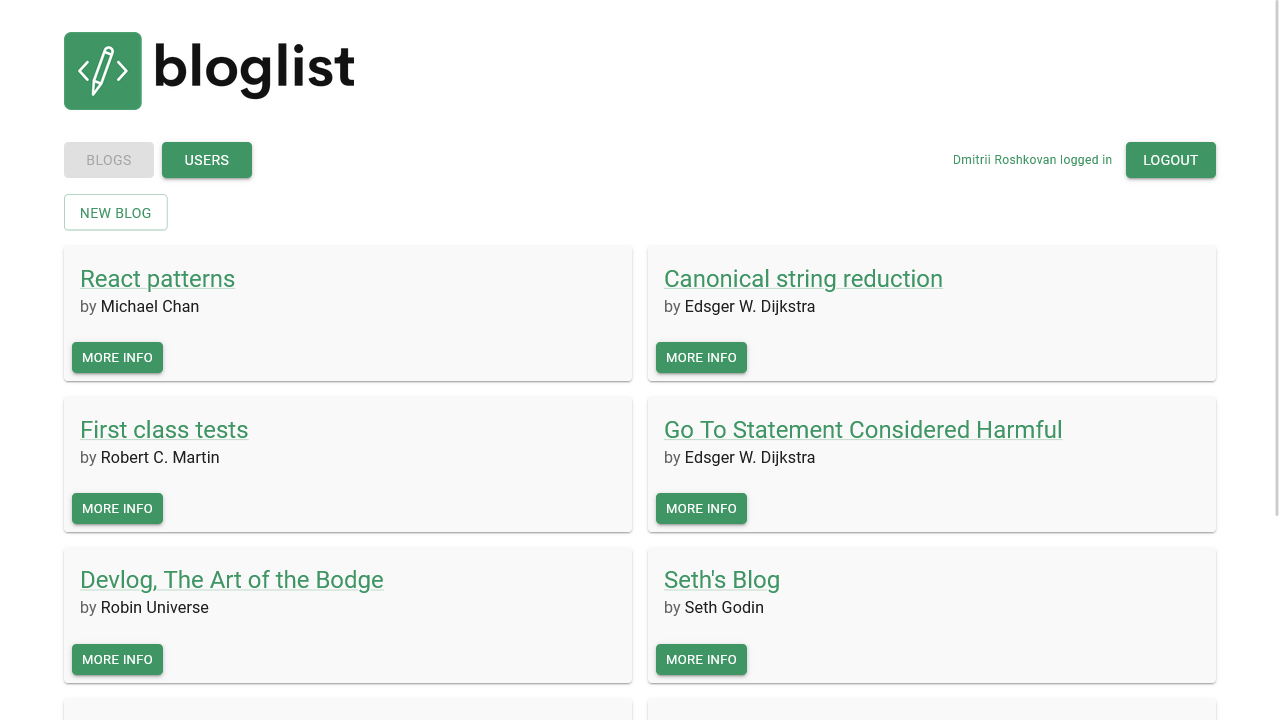 bloglist
BLOGS
USERS
Dmitrii Roshkovan logged in
LOGOUT
NEW BLOG
React patterns
by Michael Chan
MORE INFO
Canonical string reduction
by Edsger W. Dijkstra
MORE INFO
First class tests
by Robert C. Martin
MORE INFO
Go To Statement Considered Harmful
by Edsger W. Dijkstra
MORE INFO
Devlog, The Art of the Bodge
by Robin Universe
MORE INFO
Seth's Blog
by Seth Godin
MORE INFO